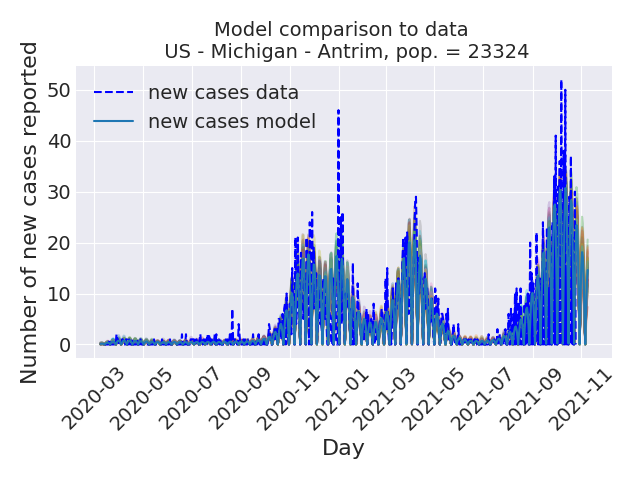 Model comparison to data
US - Michigan - Antrim, pop. = 23324
Number of new cases reported
50
40
30
20
10
0
new cases data
new cases model
2020-03
2020-05
2020-07
2020-09
2020-11
2021-01
2021-03
2021-05
2021-07
2021-09
2021-11
Day